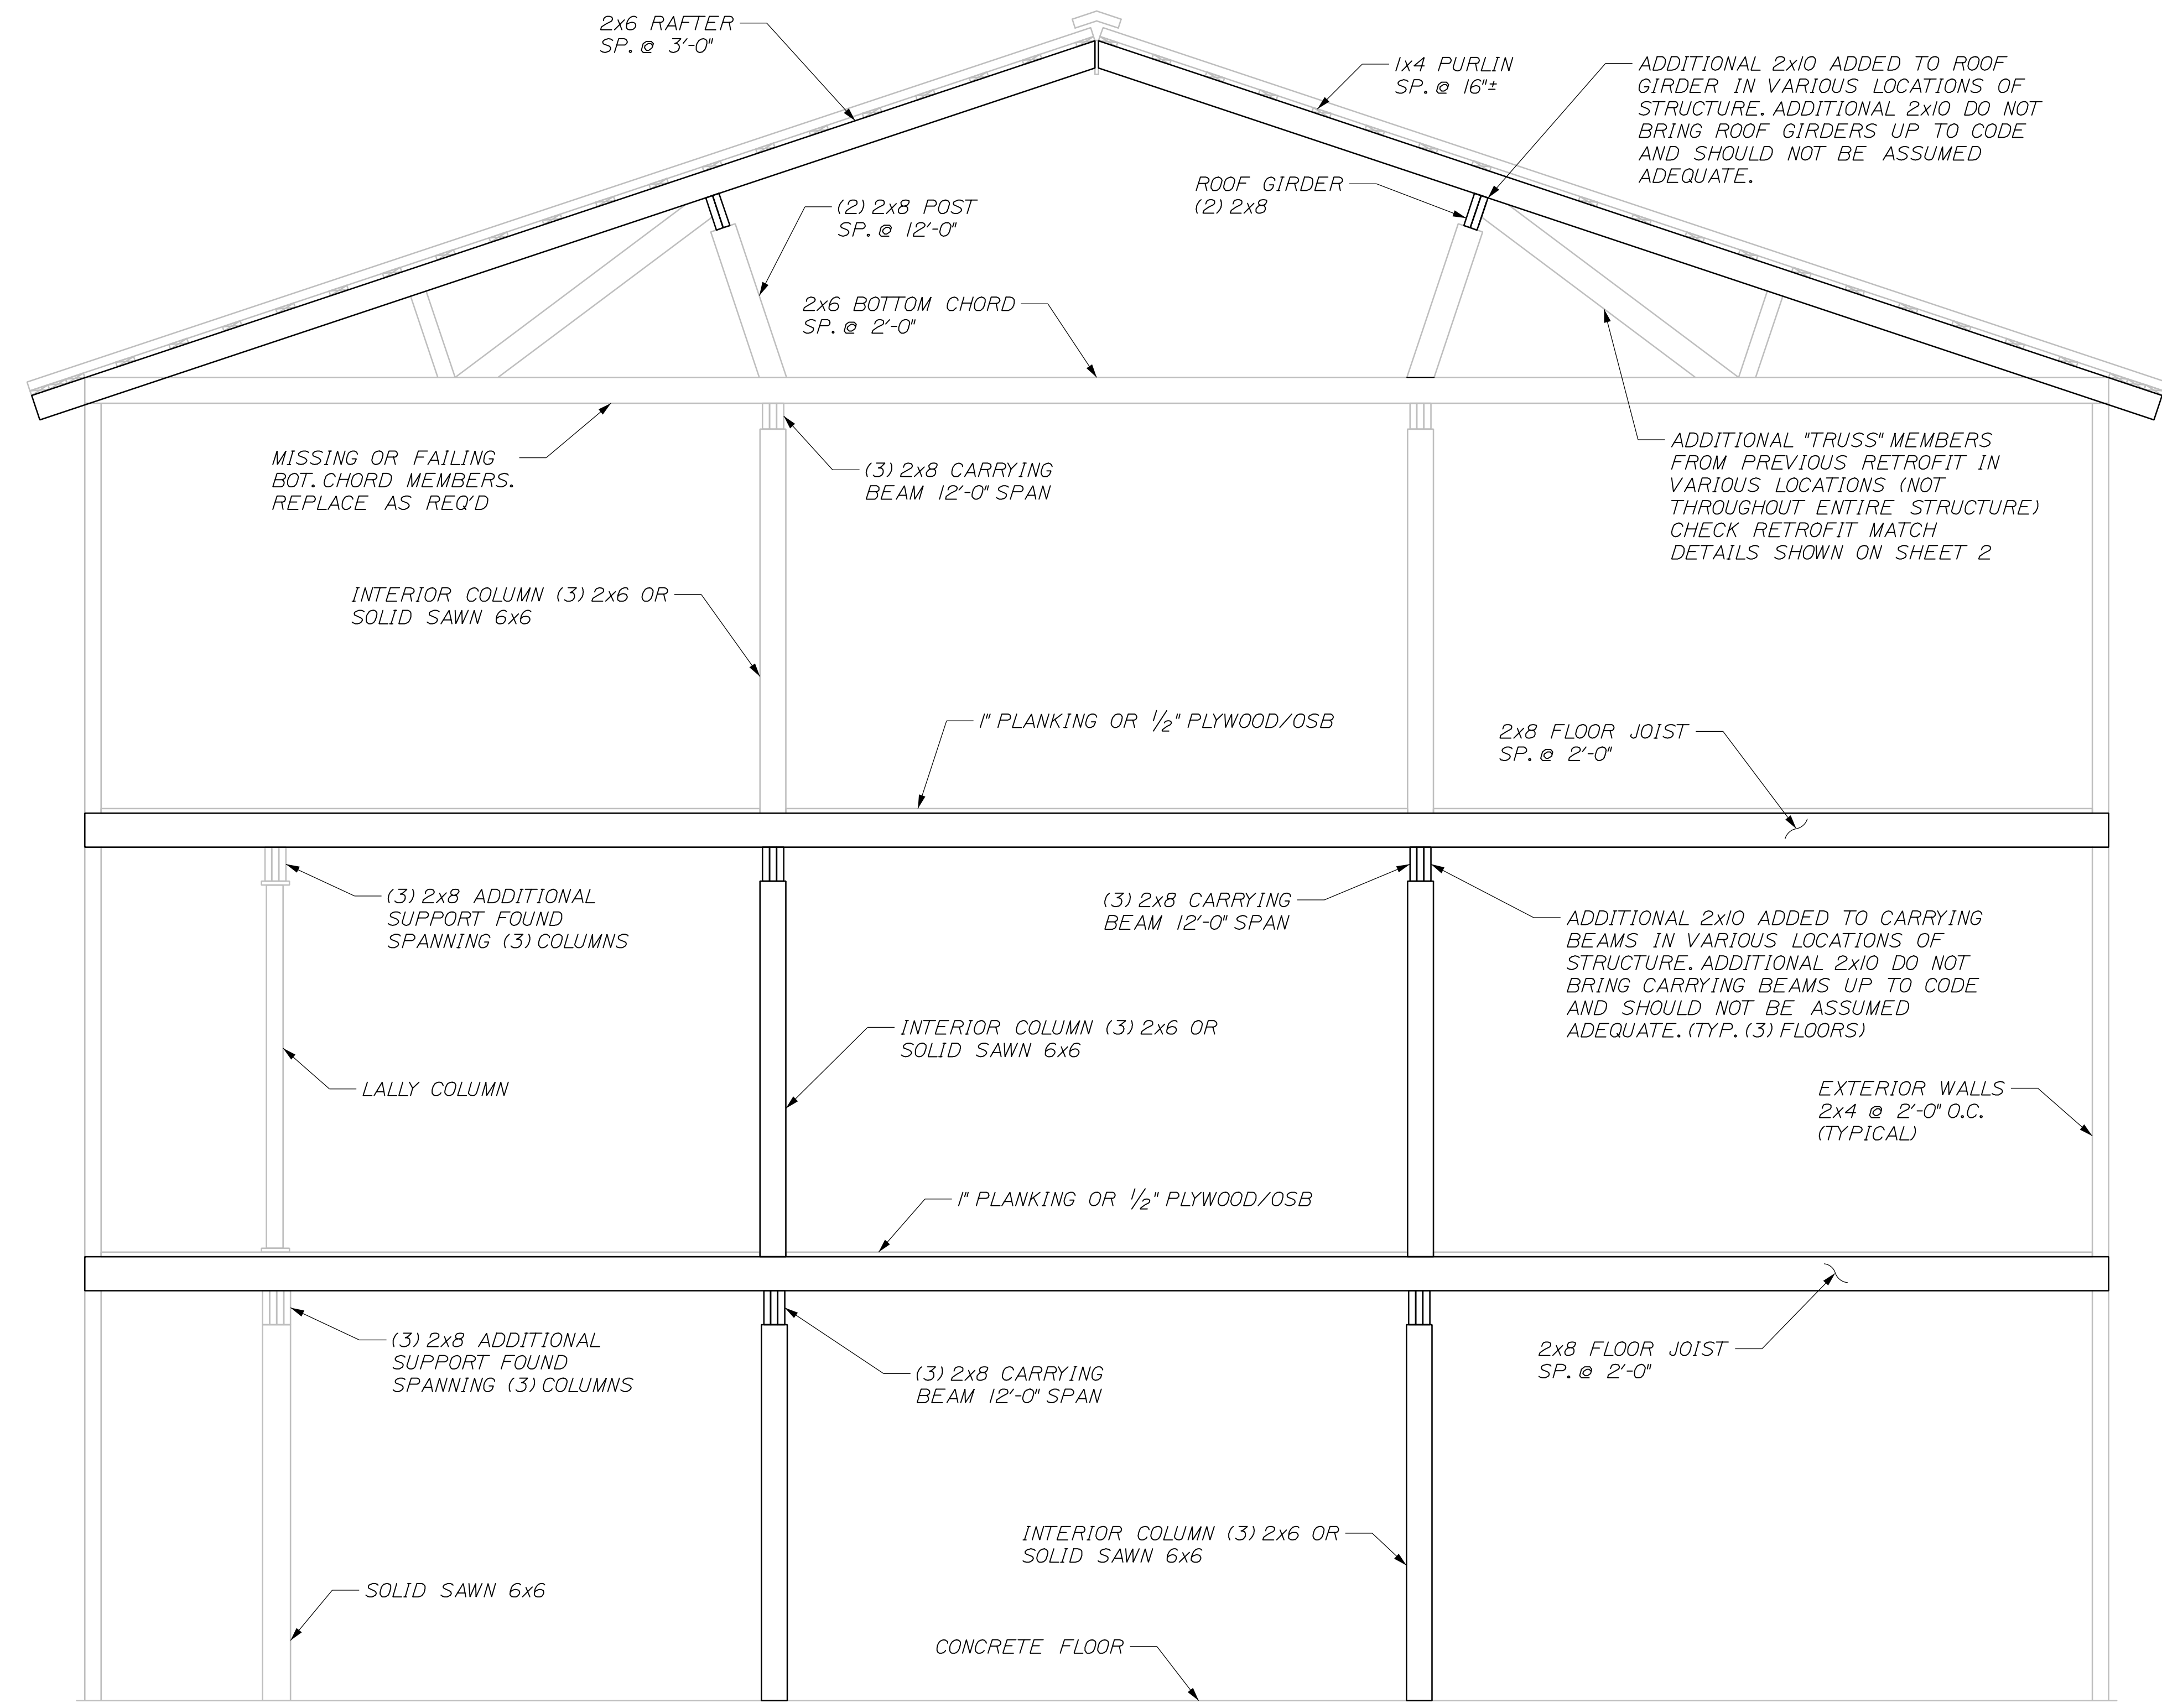 2x6 RAFTER
SP. @ 3'-0"
1x4 PURLIN
SP. @ 16"±
ADDITIONAL 2x10 ADDED TO ROOF
GIRDER IN VARIOUS LOCATIONS OF
STRUCTURE. ADDITIONAL 2x10 DO NOT
BRING ROOF GIRDERS UP TO CODE
AND SHOULD NOT BE ASSUMED
ADEQUATE.
(2) 2x8 POST
SP. @ 12'-0"
ROOF GIRDER
(2) 2x8
2x6 BOTTOM CHORD
SP. @ 2'-0"
MISSING OR FAILING
BOT. CHORD MEMBERS.
REPLACE AS REQ'D
(3) 2x8 CARRYING
BEAM 12'-0" SPAN
ADDITIONAL "TRUSS" MEMBERS
FROM PREVIOUS RETROFIT IN
VARIOUS LOCATIONS (NOT
THROUGHOUT ENTIRE STRUCTURE)
CHECK RETROFIT MATCH
DETAILS SHOWN ON SHEET 2
INTERIOR COLUMN (3) 2x6 OR
SOLID SAWN 6x6
1" PLANKING OR 1/2" PLYWOOD/OSB
2x8 FLOOR JOIST
SP. @ 2'-0"
(3) 2x8 ADDITIONAL
SUPPORT FOUND
SPANNING (3) COLUMNS
(3) 2x8 CARRYING
BEAM 12'-0" SPAN
ADDITIONAL 2x10 ADDED TO CARRYING
BEAMS IN VARIOUS LOCATIONS OF
STRUCTURE. ADDITIONAL 2x10 DO NOT
BRING CARRYING BEAMS UP TO CODE
AND SHOULD NOT BE ASSUMED
ADEQUATE. (TYP. (3) FLOORS)
INTERIOR COLUMN (3) 2x6 OR
SOLID SAWN 6x6
LALLY COLUMN
EXTERIOR WALLS
2x4 @ 2'-0" O.C.
(TYPICAL)
1" PLANKING OR 1/2" PLYWOOD/OSB
(3) 2x8 ADDITIONAL
SUPPORT FOUND
SPANNING (3) COLUMNS
(3) 2x8 CARRYING
BEAM 12'-0" SPAN
2x8 FLOOR JOIST
SP. @ 2'-0"
INTERIOR COLUMN (3) 2x6 OR
SOLID SAWN 6x6
SOLID SAWN 6x6
CONCRETE FLOOR